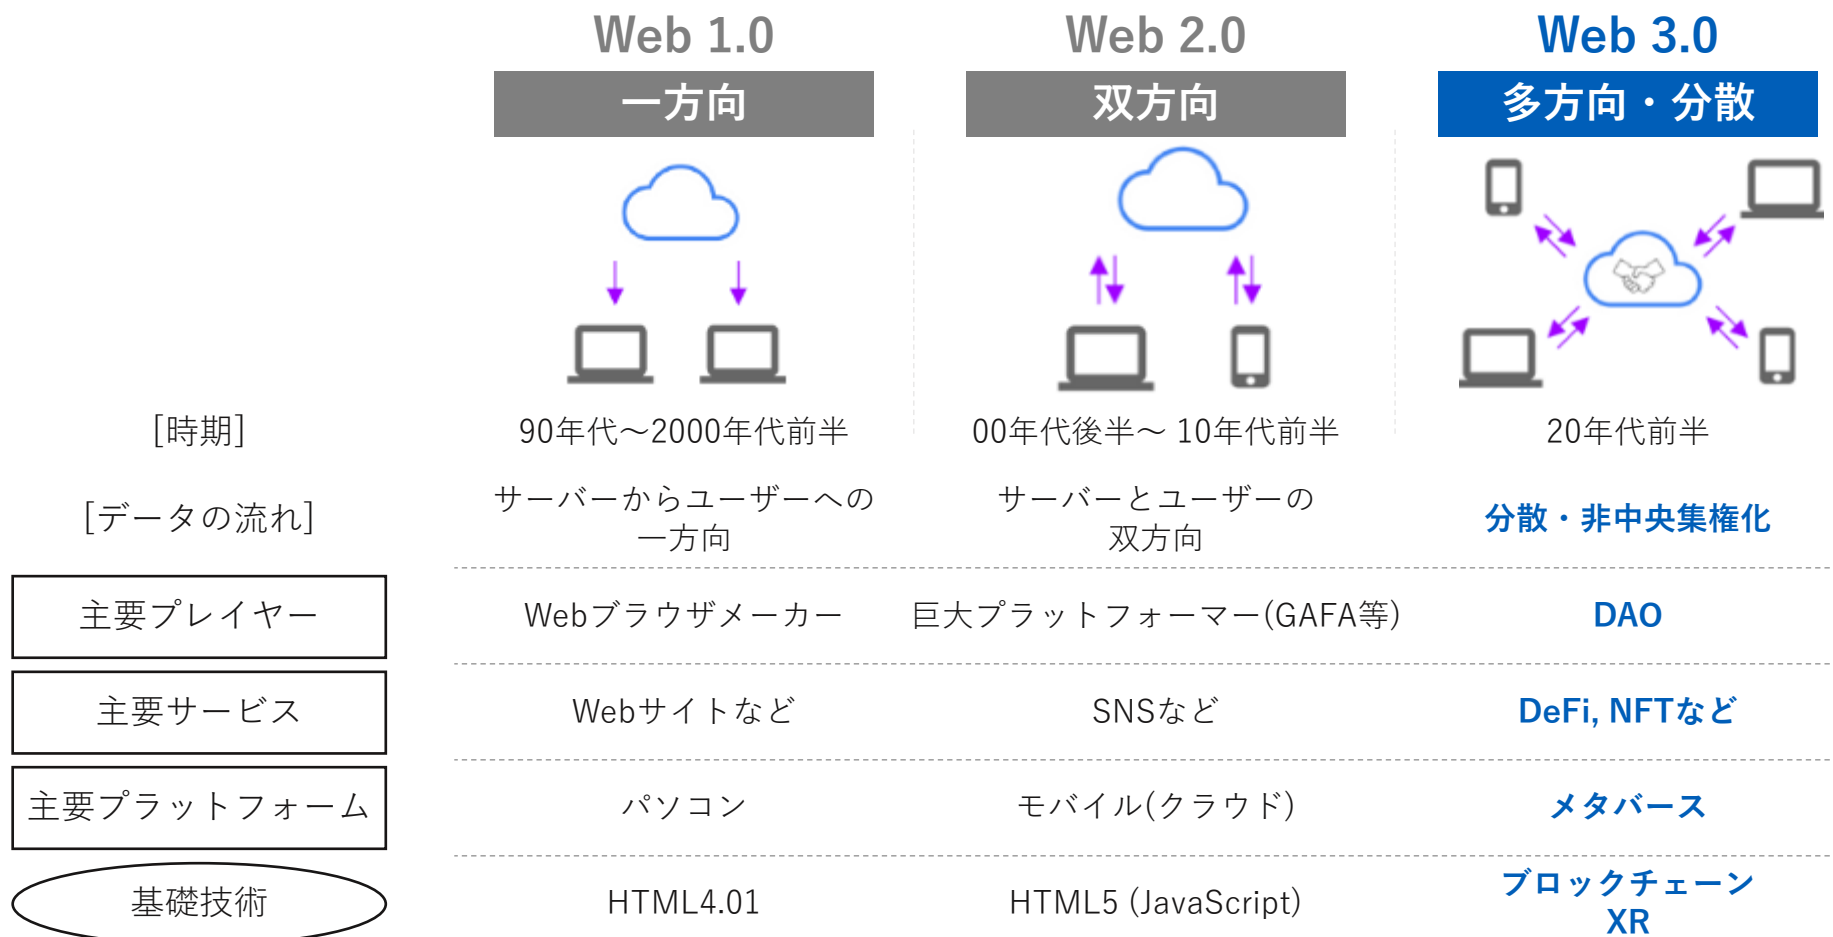 Web 1.0
Web 2.0
Web 3.0
一方向
双方向
多方向・分散
[時期]
90年代～2000年代前半
00年代後半～ 10年代前半
20年代前半
[データの流れ]
サーバーからユーザーへの
一方向
サーバーとユーザーの
双方向
分散・非中央集権化
主要プレイヤー
Webブラウザメーカー
巨大プラットフォーマー(GAFA等)
DAO
主要サービス
Webサイトなど
SNSなど
DeFi, NFTなど
主要プラットフォーム
パソコン
モバイル(クラウド)
メタバース
基礎技術
HTML4.01
HTML5 (JavaScript)
ブロックチェーン
XR